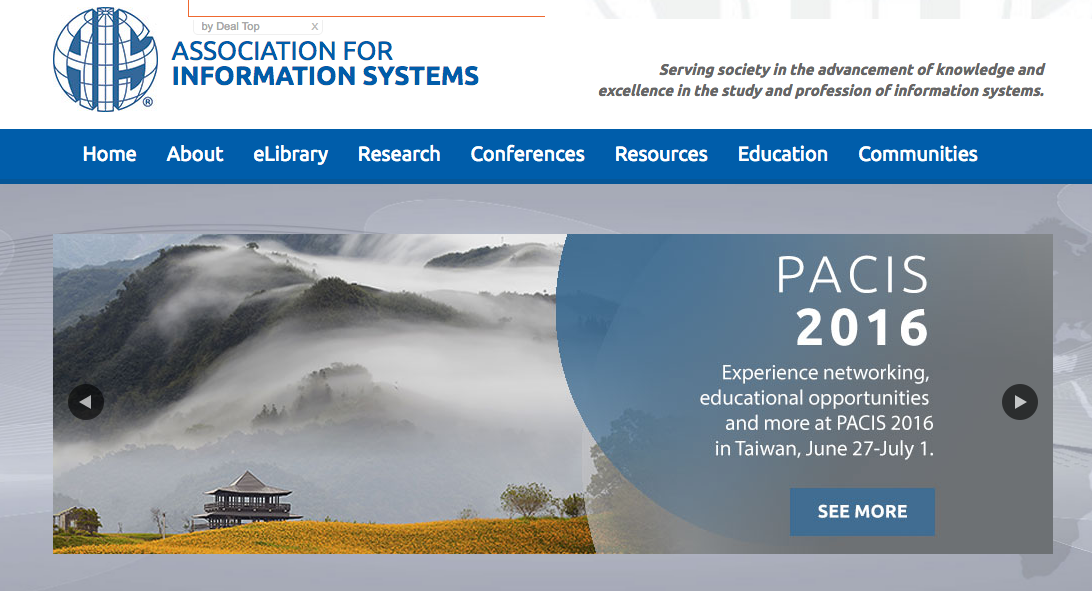 by Deal Top X
AIS
®
ASSOCIATION FOR
INFORMATION SYSTEMS
Serving society in the advancement of knowledge and
excellence in the study and profession of information systems.
Home About eLibrary Research Conferences Resources Education Communities
PACIS
2016
Experience networking,
educational opportunities
and more at PACIS 2016
in Taiwan, June 27-July 1.
SEE MORE